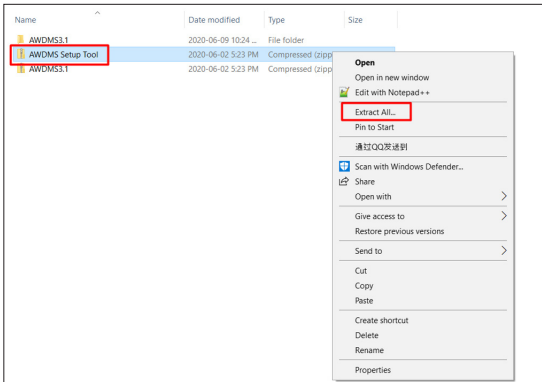 Name Date modified Type Size
AWDMS3.1 2020-06-09 10:24 ... File folder
AWDMS Setup Tool 2020-06-02 5:23 PM Compressed (zipp
AWDMS3.1 2020-06-02 5:23 PM Compressed (zipp
Open
Open in new window
Edit with Notepad++
Extract All...
Pin to Start
通过QQ发送到
Scan with Windows Defender...
Share
Open with
Give access to
Restore previous versions
Send to
Cut
Copy
Paste
Create shortcut
Delete
Rename
Properties